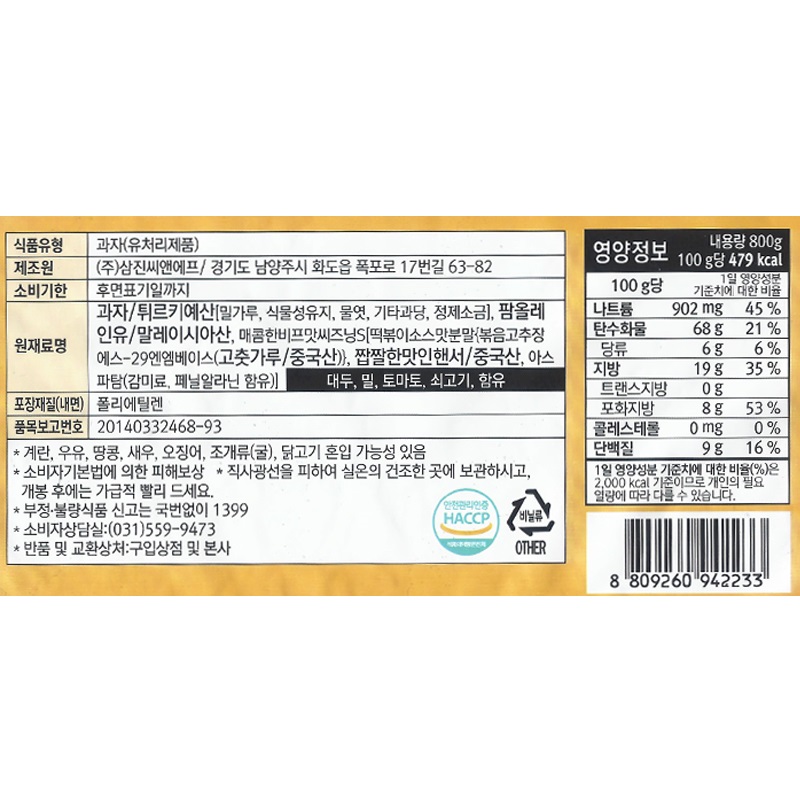 식품유형 과자(유처리제품)
제조원 (주)삼진씨앤에프/ 경기도 남양주시 화도읍 폭포로 17번길 63-82
소비기한 후면표기일까지
원재료명 과자/튀르키예산[밀가루, 식물성유지, 물엿, 기타과당, 정제소금], 팜올레
인유/말레이시아산, 매콤한비프맛씨즈닝S[떡볶이소스맛분말{볶음고추장
에스-29엔엠베이스(고춧가루/중국산)}, 짭짤한맛인핸서/중국산, 아스
파탐(감미료, 페닐알라닌 함유)] 대두, 밀, 토마토, 쇠고기, 함유
포장재질(내면) 폴리에틸렌
품목보고번호 20140332468-93
* 계란, 우유, 땅콩, 새우, 오징어, 조개류(굴), 닭고기 혼입 가능성 있음
* 소비자기본법에 의한 피해보상 * 직사광선을 피하여 실온의 건조한 곳에 보관하시고,
개봉 후에는 가급적 빨리 드세요.
* 부정·불량식품 신고는 국번없이 1399
* 소비자상담실:(031)559-9473
* 반품 및 교환상처:구입상점 및 본사
안전관리인증
HACCP
비닐류
OTHER
영양정보 내용량 800g
100 g당 479 kcal
100 g당 1일 영양성분
기준치에 대한 비율
나트륨 902 mg 45 %
탄수화물 68 g 21 %
당류 6 g 6 %
지방 19 g 35 %
트랜스지방 0 g
포화지방 8 g 53 %
콜레스테롤 0 mg 0 %
단백질 9 g 16 %
1일 영양성분 기준치에 대한 비율(%)은
2,000 kcal 기준이므로 개인의 필요
열량에 따라 다를 수 있습니다.
8 809260 942233